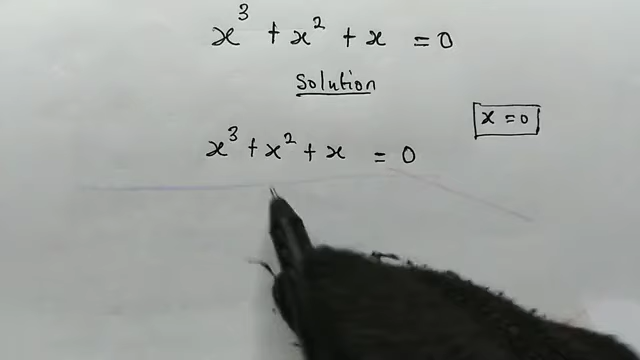 x³ + x² + x = 0
Solution
x = 0
x³ + x² + x = 0